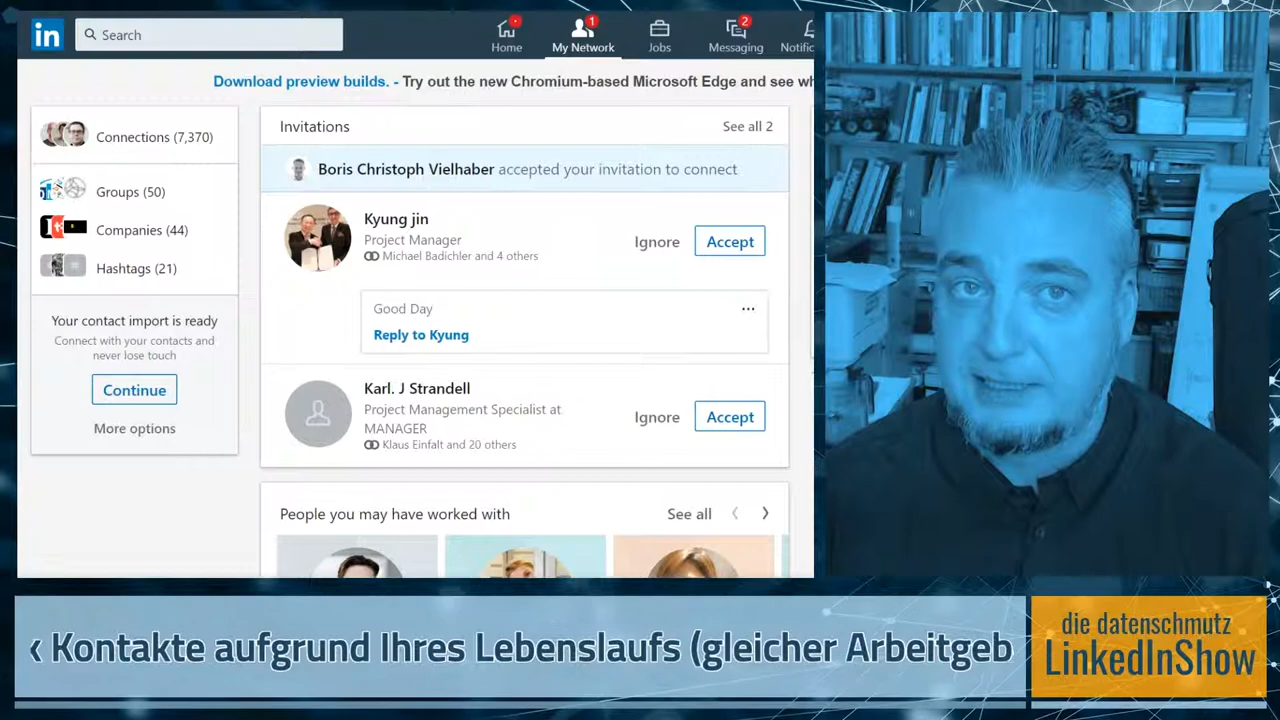 in
Search
Home
1
My Network
Jobs
2
Messaging
Notific
Download preview builds. - Try out the new Chromium-based Microsoft Edge and see wh
Connections (7,370)
Groups (50)
Companies (44)
Hashtags (21)
Your contact import is ready
Connect with your contacts and
never lose touch
Continue
More options
Invitations
See all 2
Boris Christoph Vielhaber accepted your invitation to connect
Kyung jin
Project Manager
Michael Badichler and 4 others
Ignore
Accept
Good Day
...
Reply to Kyung
Karl. J Strandell
Project Management Specialist at
MANAGER
Klaus Einfalt and 20 others
Ignore
Accept
People you may have worked with
See all
‹ Kontakte aufgrund Ihres Lebenslaufs (gleicher Arbeitgeb
die datenschmutz
LinkedInShow